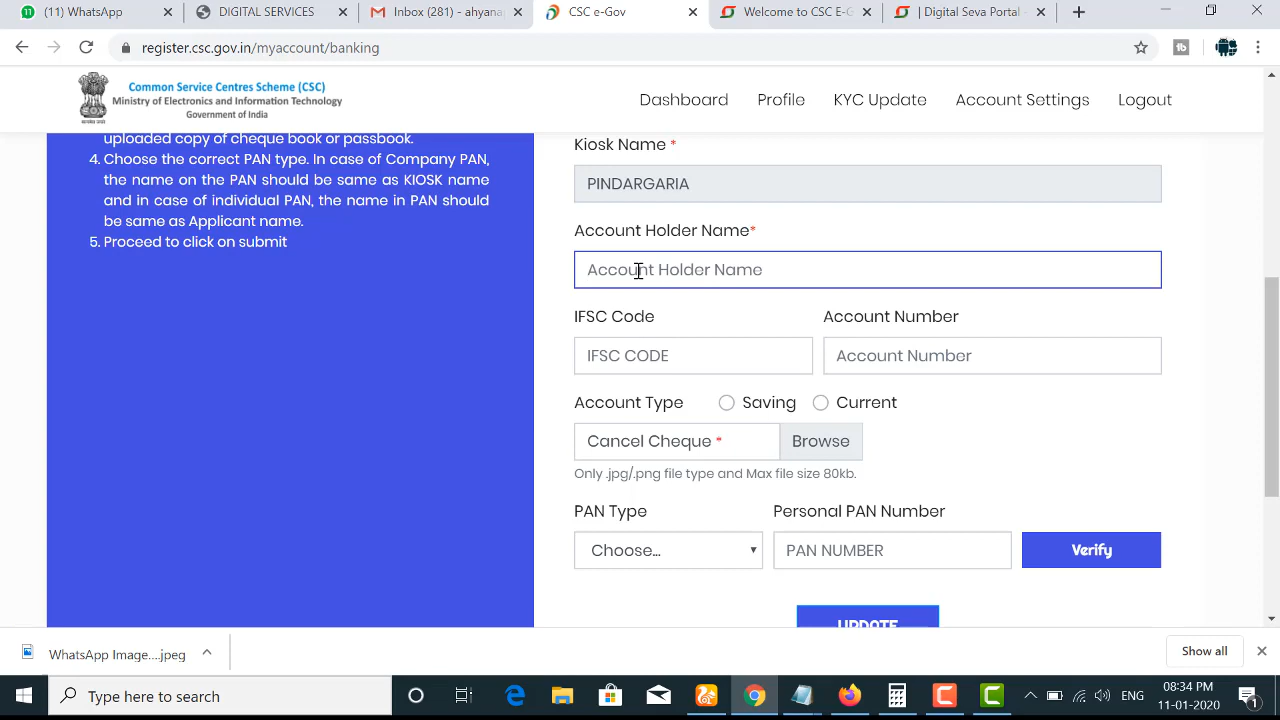 (11) WhatsApp
DIGITAL SERVICES
Inbox (281) - ahyana
CSC e-Gov
Welcome to CSC E-G
| Digital Seva Portal -
register.csc.gov.in/myaccount/banking
Common Service Centres Scheme (CSC)
Ministry of Electronics and Information Technology
Government of India
Dashboard
Profile
KYC Update
Account Settings
Logout
uploaded copy of cheque book or passbook.
4. Choose the correct PAN type. In case of Company PAN,
the name on the PAN should be same as KIOSK name
and in case of individual PAN, the name in PAN should
be same as Applicant name.
5. Proceed to click on submit
Kiosk Name *
PINDARGARIA
Account Holder Name*
Account Holder Name
IFSC Code
Account Number
IFSC CODE
Account Number
Account Type
Saving
Current
Cancel Cheque *
Browse
Only .jpg/.png file type and Max file size 80kb.
PAN Type
Personal PAN Number
Choose...
PAN NUMBER
Verify
UPDATE
WhatsApp Image....jpeg
Show all
Type here to search
ENG
08:34 PM
11-01-2020
1